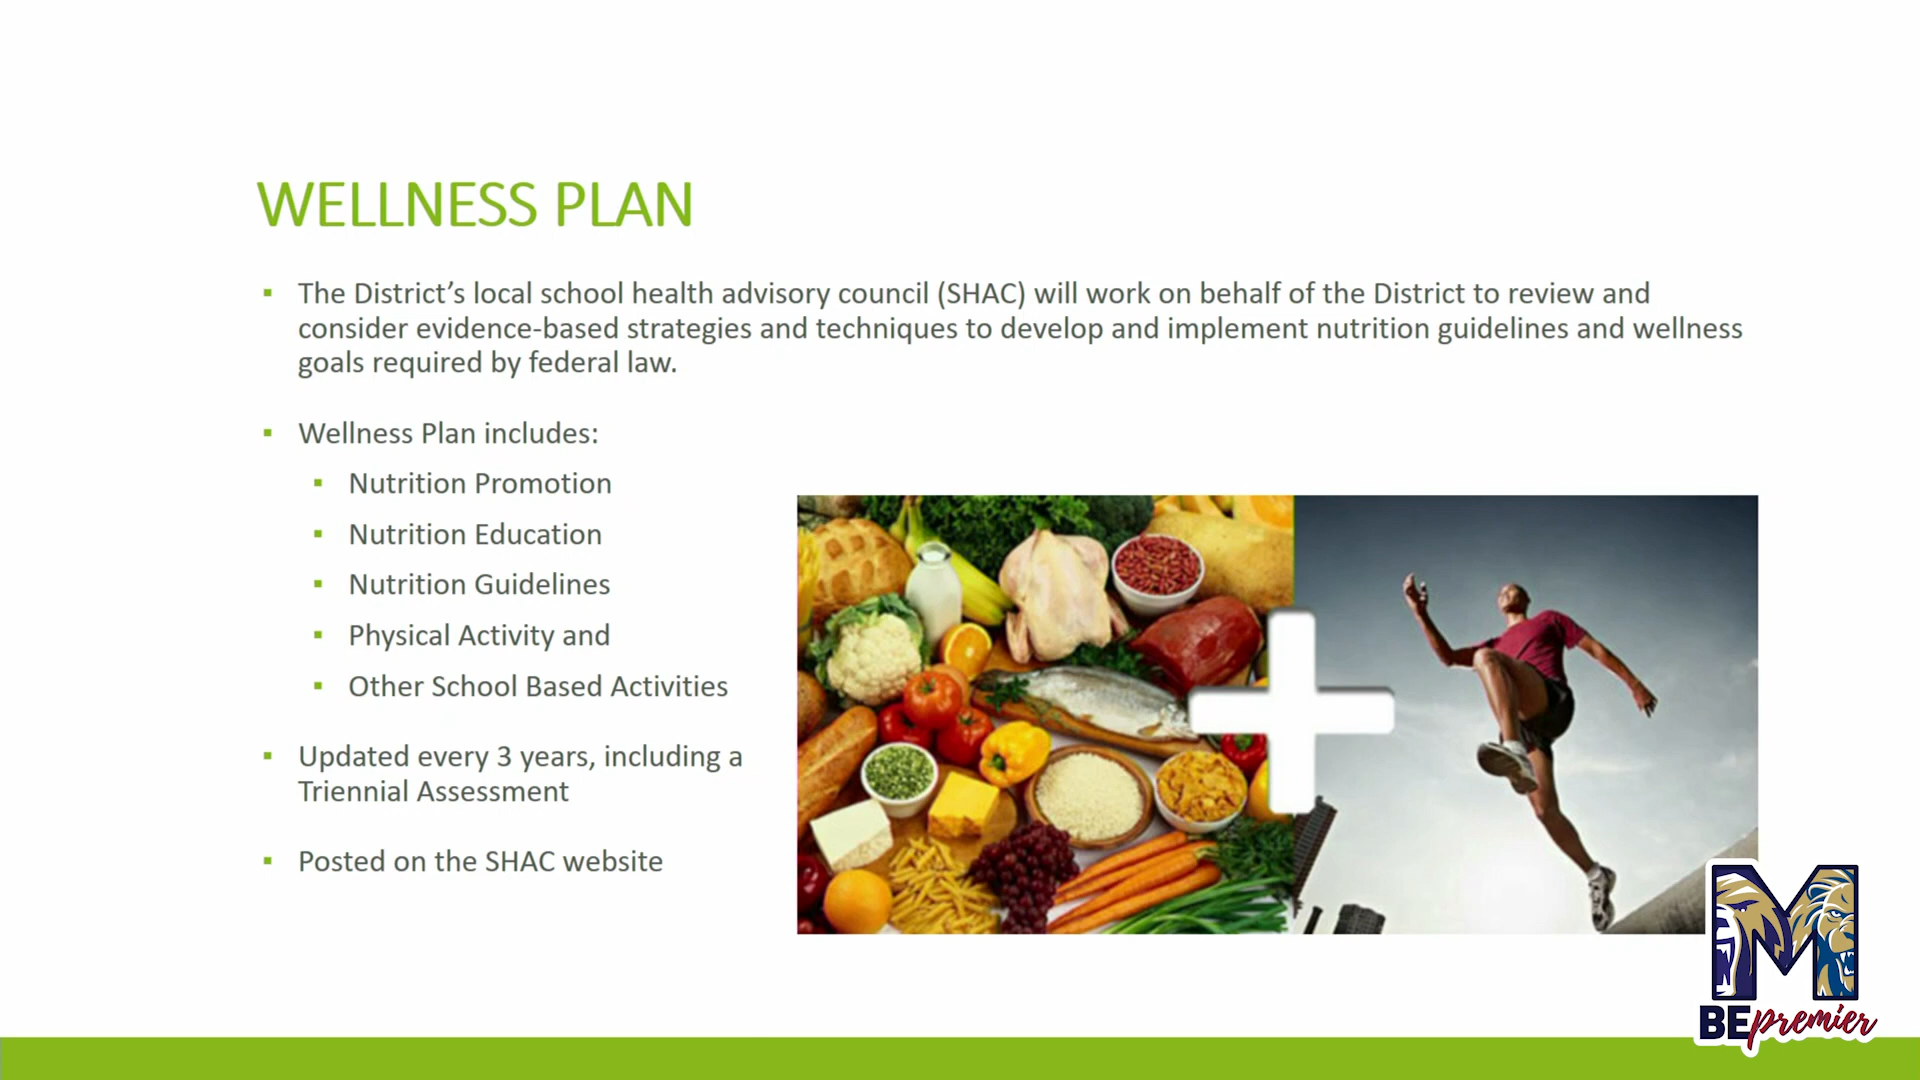 WELLNESS PLAN
▪ The District’s local school health advisory council (SHAC) will work on behalf of the District to review and
consider evidence-based strategies and techniques to develop and implement nutrition guidelines and wellness
goals required by federal law.
▪ Wellness Plan includes:
▪ Nutrition Promotion
▪ Nutrition Education
▪ Nutrition Guidelines
▪ Physical Activity and
▪ Other School Based Activities
▪ Updated every 3 years, including a
Triennial Assessment
▪ Posted on the SHAC website
M
BE premier